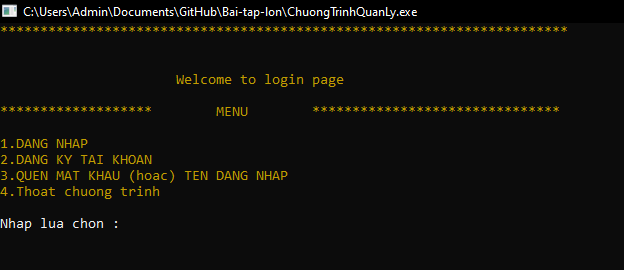 C:\Users\Admin\Documents\GitHub\Bai-tap-lon\ChuongTrinhQuanLy.exe
***********************************************************************
Welcome to login page
******************* MENU *******************************
1.DANG NHAP
2.DANG KY TAI KHOAN
3.QUEN MAT KHAU (hoac) TEN DANG NHAP
4.Thoat chuong trinh
Nhap lua chon :